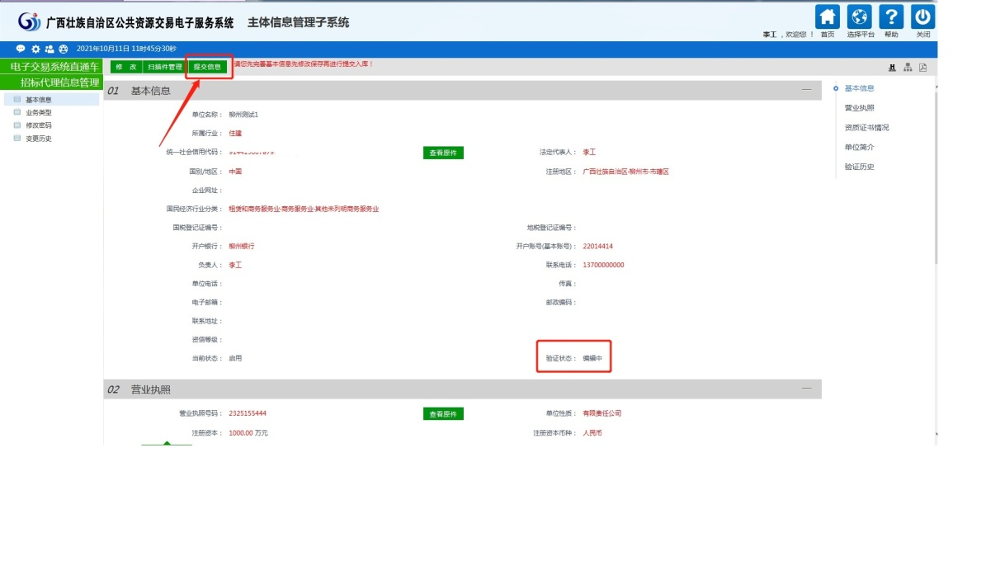 广西壮族自治区公共资源交易电子服务系统 主体信息管理子系统
李工，欢迎您！ 首页 选择平台 帮助 关闭
2021年10月11日 11时45分30秒
电子交易系统直通车
招标代理信息管理
基本信息
业务类型
修改密码
变更历史
修 改 扫描件管理 提交信息 请您先完善基本信息先修改保存再进行提交入库！
01 基本信息
单位名称： 柳州测试1
所属行业： 住建
统一社会信用代码： 查看原件 法定代表人： 李工
国别/地区： 中国 注册地区： 广西壮族自治区·柳州市·市辖区
企业网址：
国民经济行业分类： 租赁和商务服务业·商务服务业·其他未列明商务服务业
国税登记证编号： 地税登记证编号：
开户银行： 柳州银行 开户账号(基本账号)： 22014414
负责人： 李工 联系电话： 13700000000
单位电话： 传真：
电子邮箱： 邮政编码：
联系地址：
资信等级：
当前状态： 启用 验证状态： 编辑中
02 营业执照
营业执照号码： 2325155444 查看原件 单位性质： 有限责任公司
注册资本： 1000.00 万元 注册资本币种： 人民币
基本信息
营业执照
资质证书情况
单位简介
验证历史